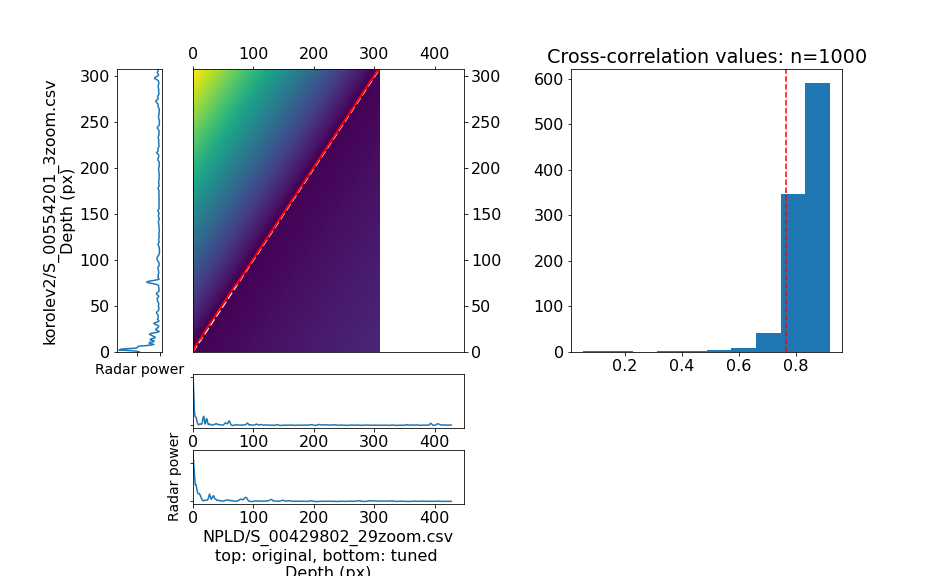 0 100 200 300 400
Cross-correlation values: n=1000
korolev2/S_00554201_3zoom.csv
Depth (px)
300
250
200
150
100
50
0
Radar power
300
250
200
150
100
50
0
600
500
400
300
200
100
0
0.2 0.4 0.6 0.8
0 100 200 300 400
Radar power
0 100 200 300 400
NPLD/S_00429802_29zoom.csv
top: original, bottom: tuned
Depth (px)